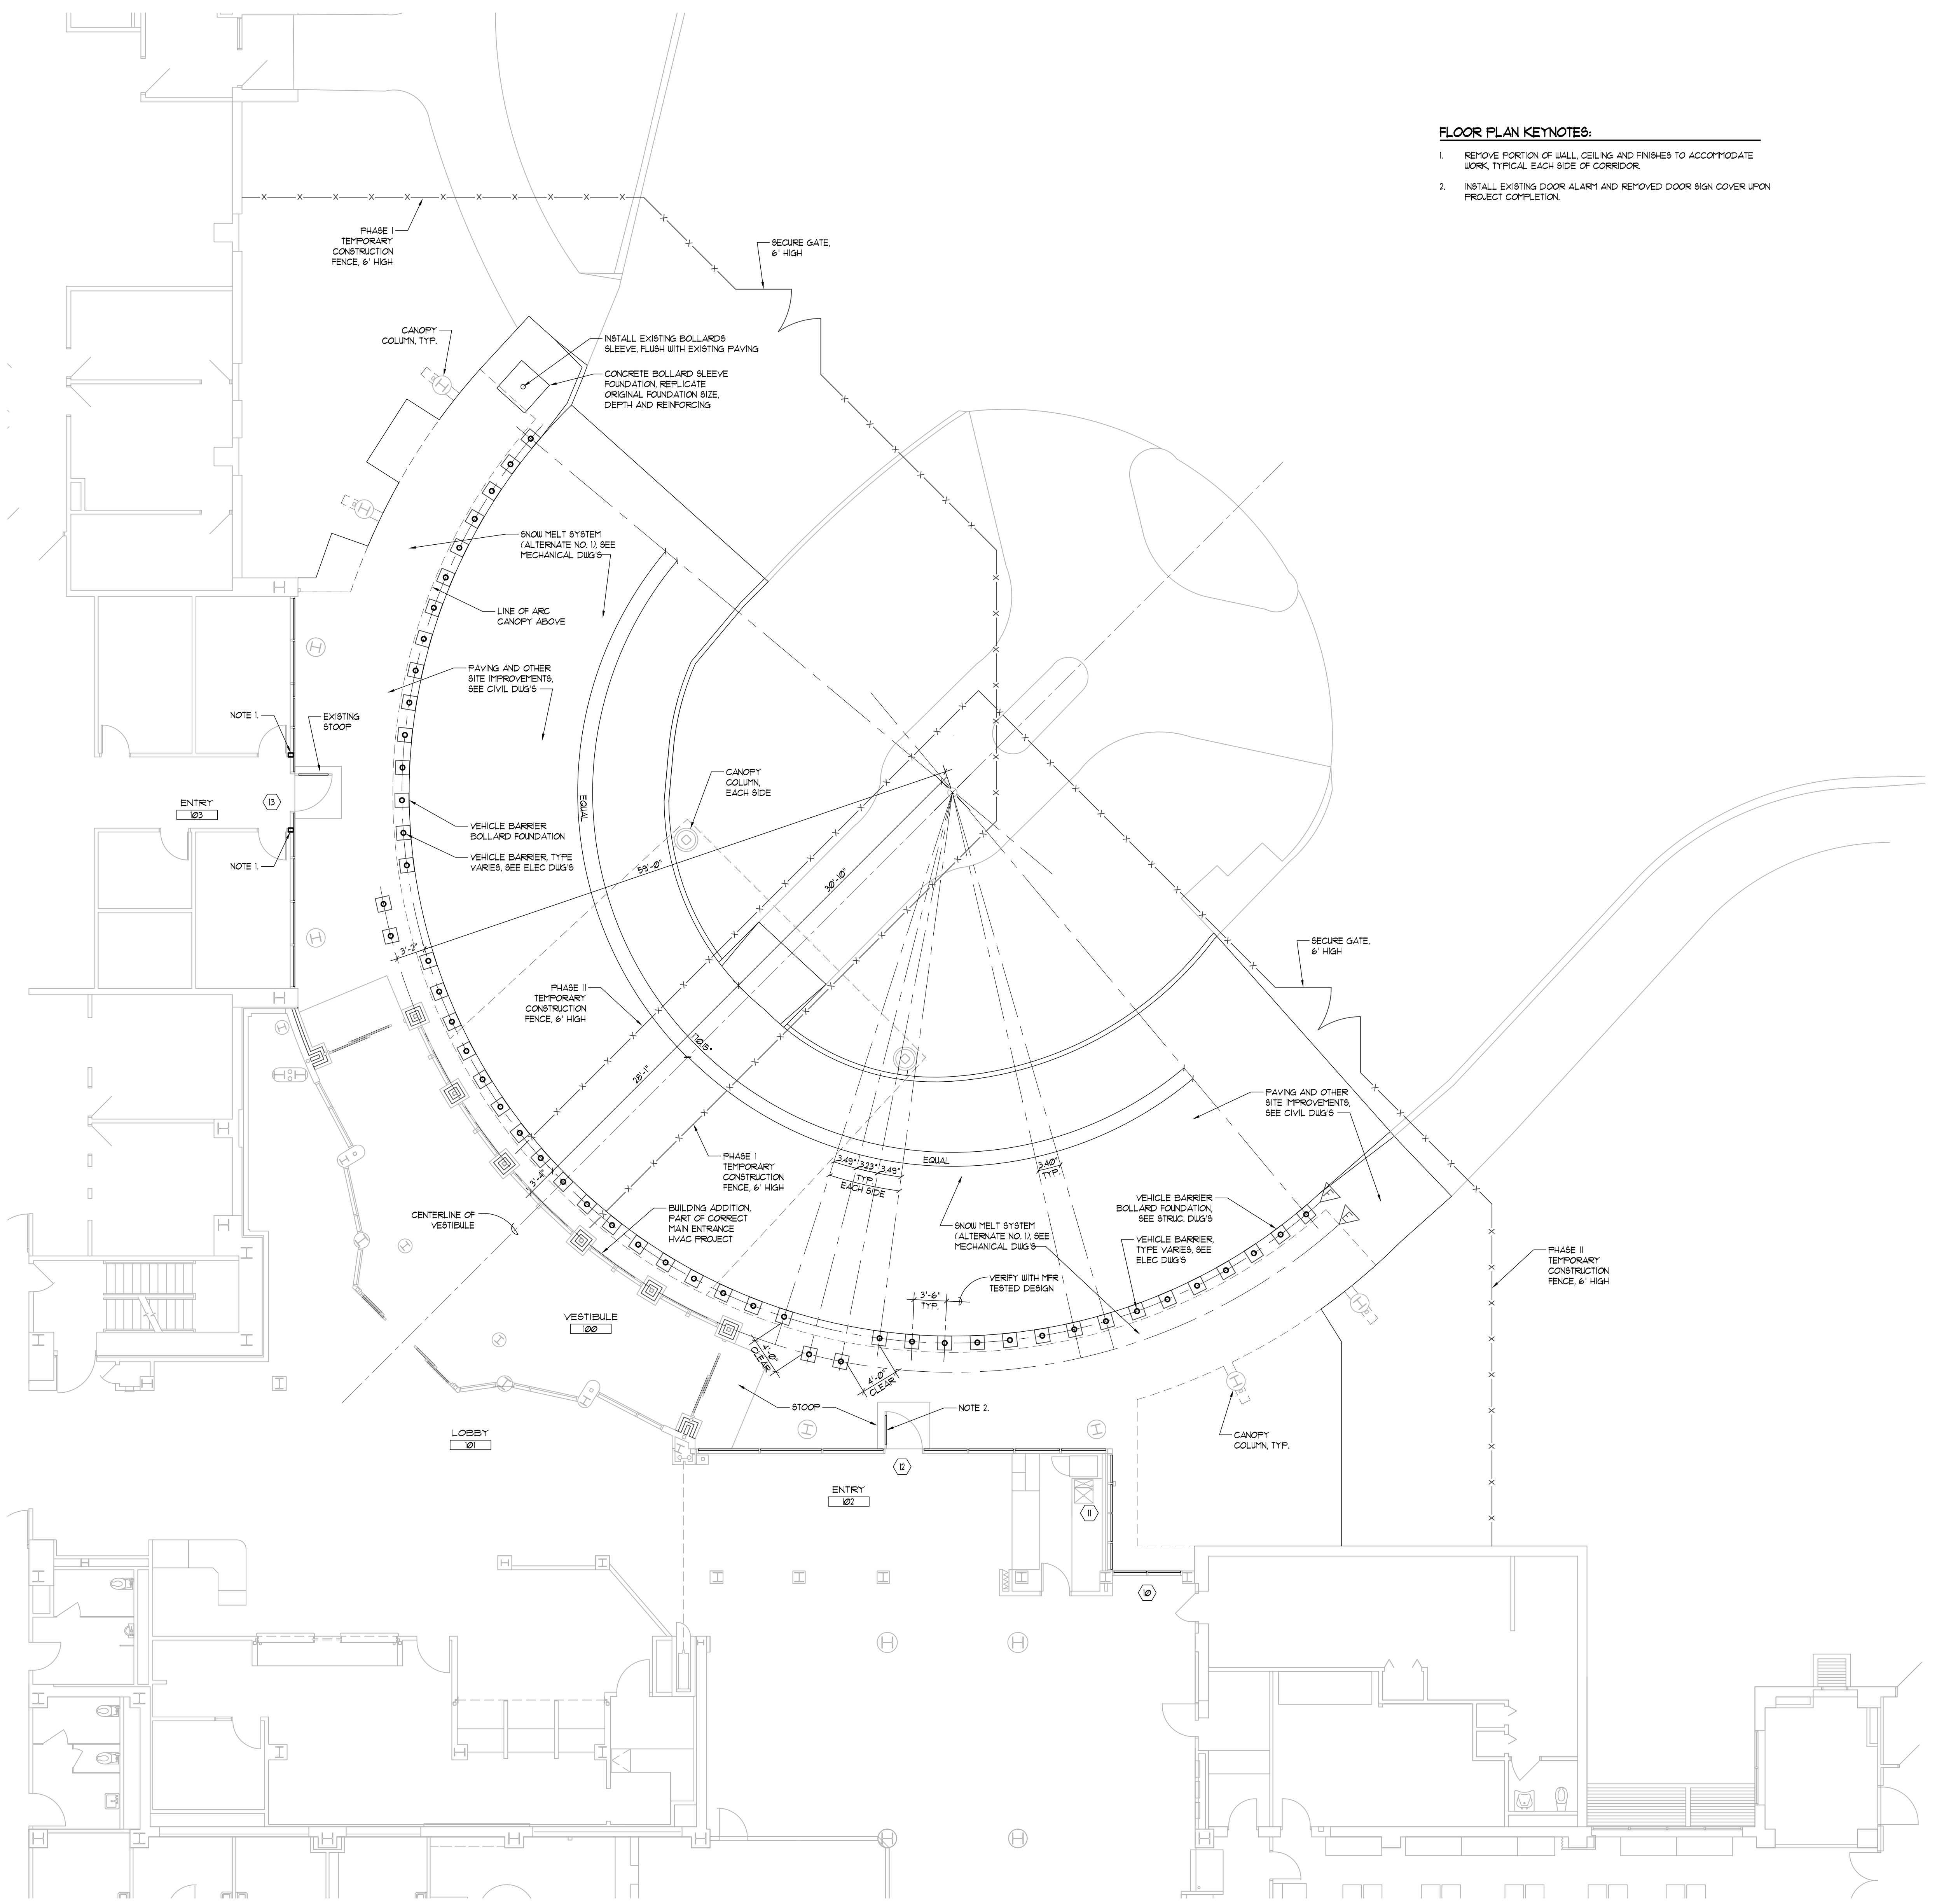 FLOOR PLAN KEYNOTES:
1. REMOVE PORTION OF WALL, CEILING AND FINISHES TO ACCOMMODATE
WORK, TYPICAL EACH SIDE OF CORRIDOR.
2. INSTALL EXISTING DOOR ALARM AND REMOVED DOOR SIGN COVER UPON
PROJECT COMPLETION.
PHASE I
TEMPORARY
CONSTRUCTION
FENCE, 6' HIGH
SECURE GATE,
6' HIGH
CANOPY
COLUMN, TYP.
INSTALL EXISTING BOLLARDS
SLEEVE, FLUSH WITH EXISTING PAVING
CONCRETE BOLLARD SLEEVE
FOUNDATION, REPLICATE
ORIGINAL FOUNDATION SIZE,
DEPTH AND REINFORCING
SNOW MELT SYSTEM
(ALTERNATE NO. 1), SEE
MECHANICAL DWG'S
LINE OF ARC
CANOPY ABOVE
PAVING AND OTHER
SITE IMPROVEMENTS,
SEE CIVIL DWG'S
NOTE 1.
EXISTING
STOOP
CANOPY
COLUMN,
EACH SIDE
ENTRY
103
13
EQUAL
VEHICLE BARRIER
BOLLARD FOUNDATION
VEHICLE BARRIER, TYPE
VARIES, SEE ELEC DWG'S
NOTE 1.
59'-0"
30'-10"
3'-2"
SECURE GATE,
6' HIGH
PHASE II
TEMPORARY
CONSTRUCTION
FENCE, 6' HIGH
170.15°
28'-1"
PAVING AND OTHER
SITE IMPROVEMENTS,
SEE CIVIL DWG'S
PHASE I
TEMPORARY
CONSTRUCTION
FENCE, 6' HIGH
3.49° 3.23° 3.49°
TYP.
EACH SIDE
EQUAL
3.40°
TYP.
3'-4"
CENTERLINE OF
VESTIBULE
BUILDING ADDITION,
PART OF CORRECT
MAIN ENTRANCE
HVAC PROJECT
SNOW MELT SYSTEM
(ALTERNATE NO. 1), SEE
MECHANICAL DWG'S
VEHICLE BARRIER
BOLLARD FOUNDATION,
SEE STRUC. DWG'S
VEHICLE BARRIER,
TYPE VARIES, SEE
ELEC DWG'S
PHASE II
TEMPORARY
CONSTRUCTION
FENCE, 6' HIGH
VERIFY WITH MFR
TESTED DESIGN
3'-6"
TYP.
VESTIBULE
100
4'-0"
CLEAR
4'-0"
CLEAR
STOOP
NOTE 2.
LOBBY
101
CANOPY
COLUMN, TYP.
12
ENTRY
102
11
10